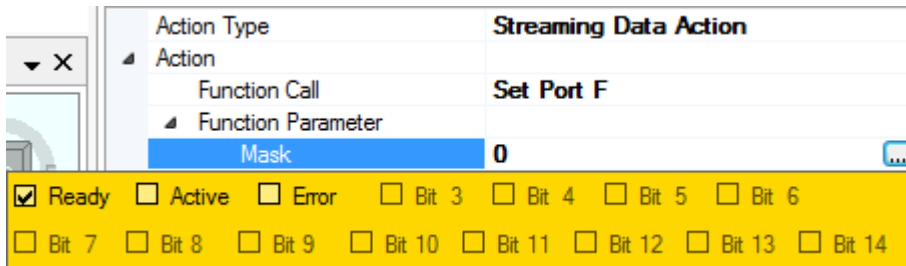 Action Type Streaming Data Action
Action
Function Call Set Port F
Function Parameter
Mask 0 ...
Ready Active Error Bit 3 Bit 4 Bit 5 Bit 6
Bit 7 Bit 8 Bit 9 Bit 10 Bit 11 Bit 12 Bit 13 Bit 14